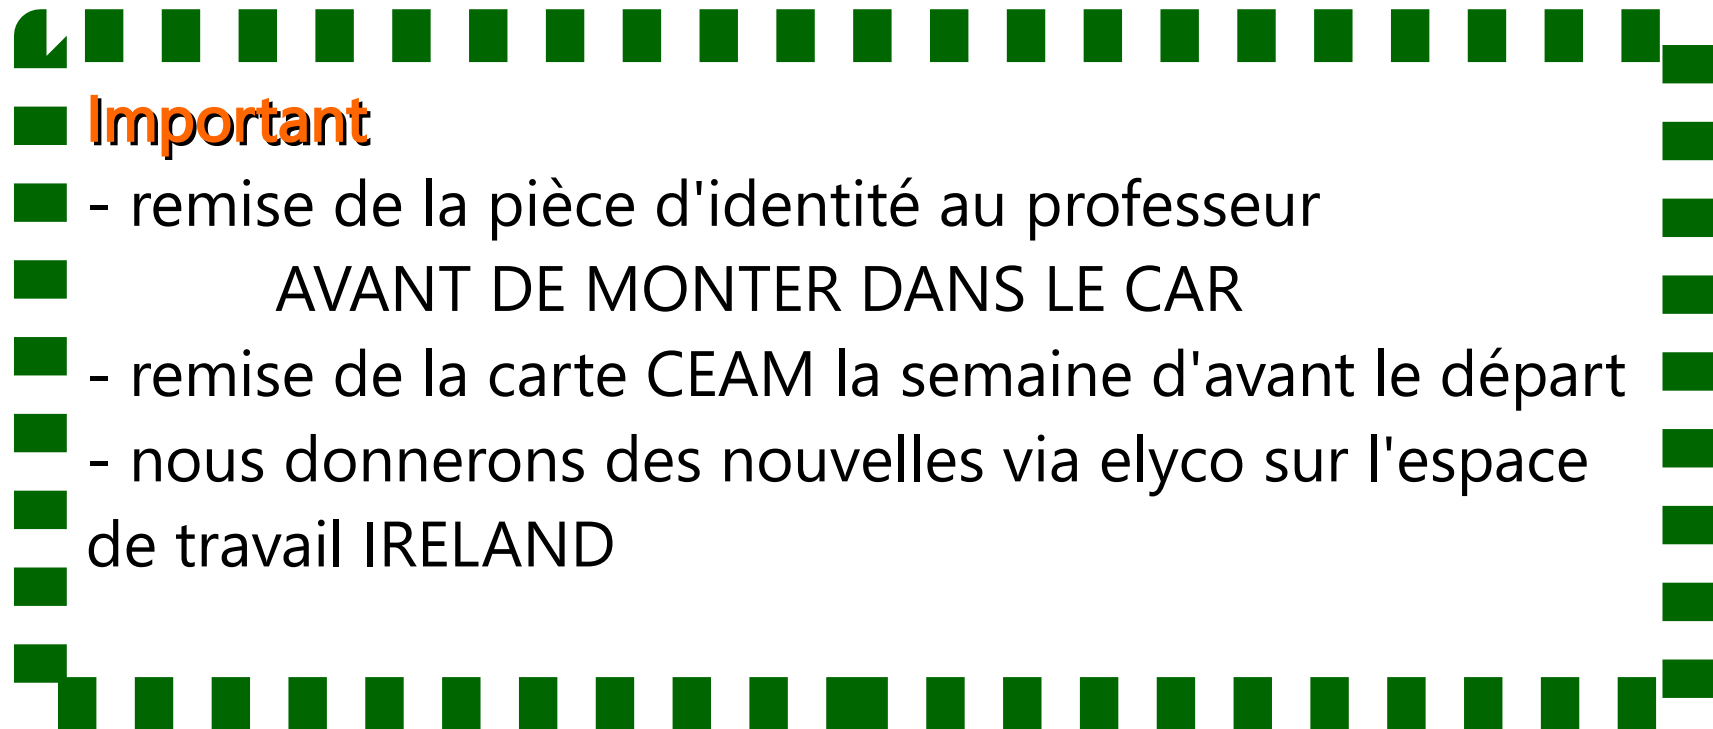 Important
- remise de la pièce d'identité au professeur
AVANT DE MONTER DANS LE CAR
- remise de la carte CEAM la semaine d'avant le départ
- nous donnerons des nouvelles via elyco sur l'espace
de travail IRELAND